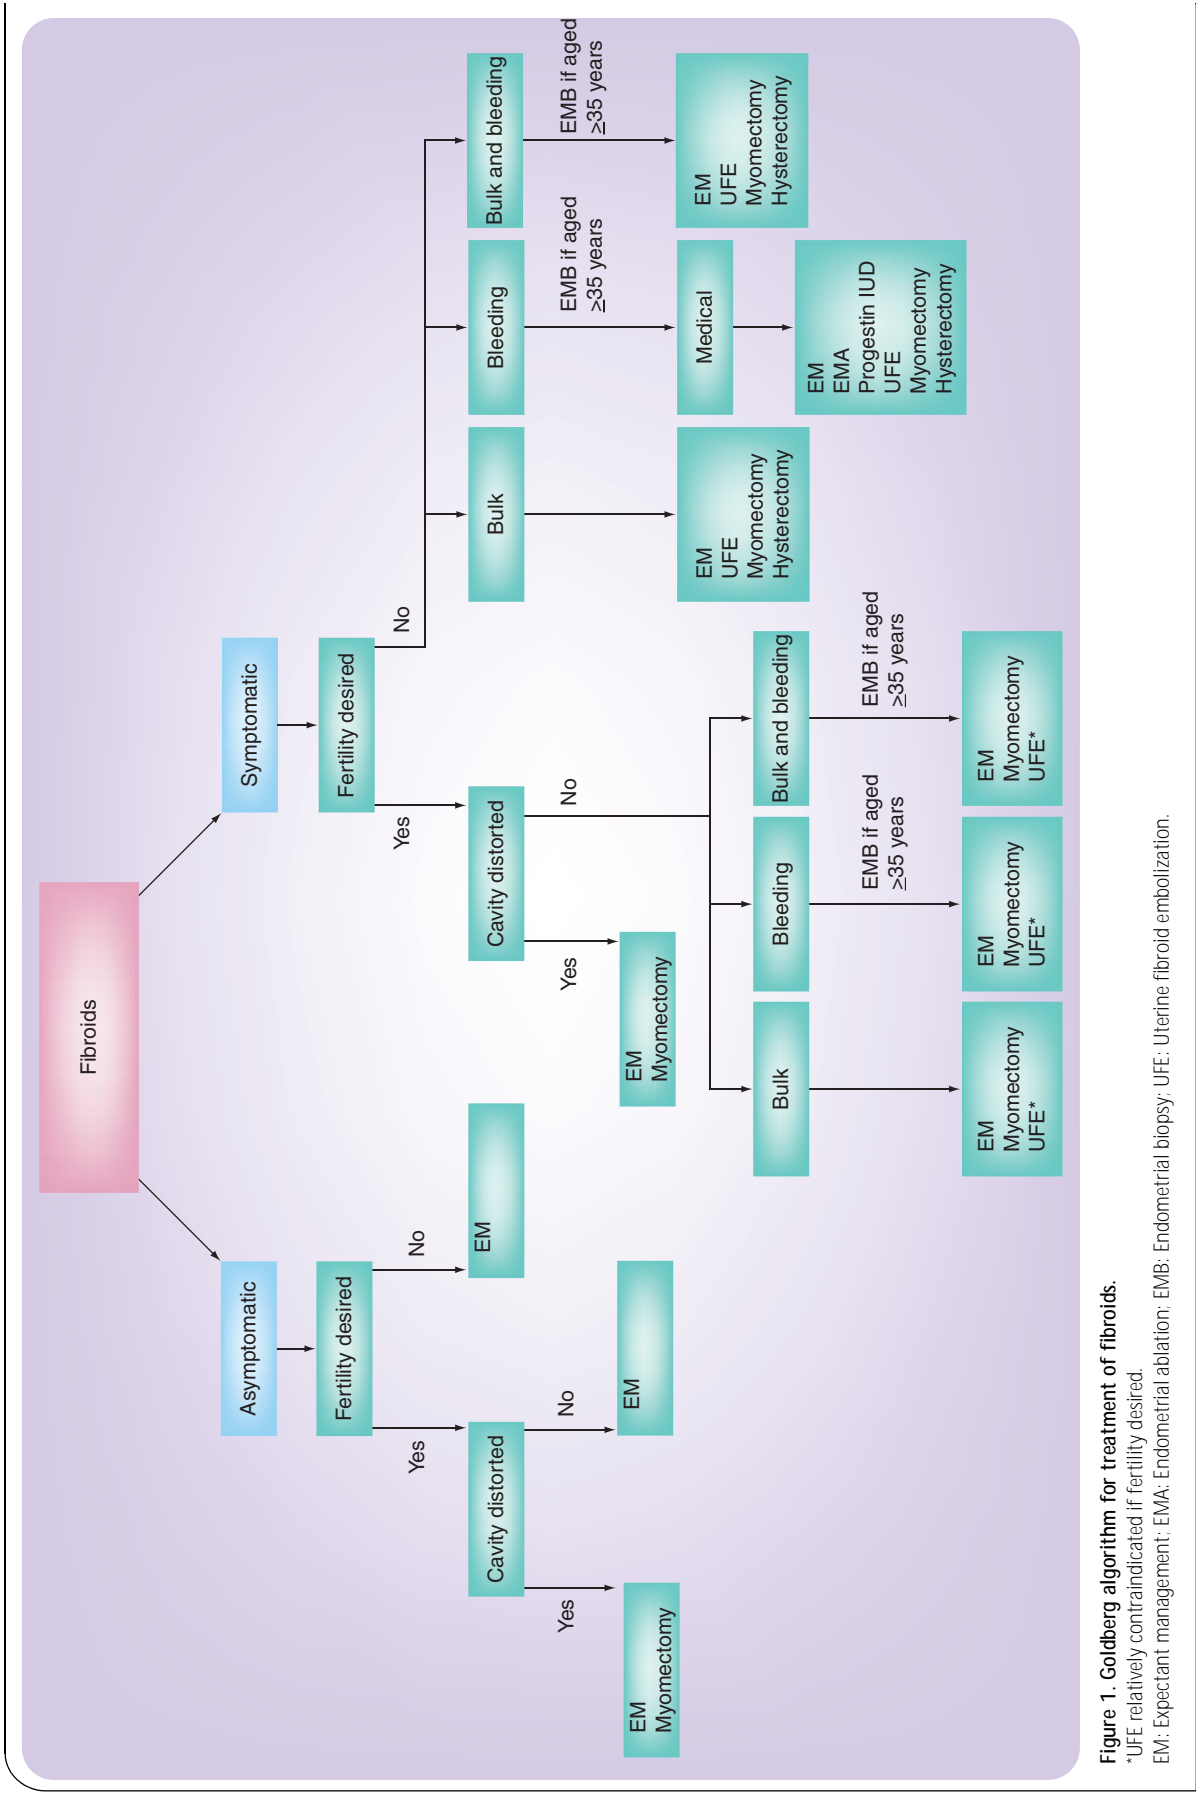 Fibroids
Asymptomatic
Symptomatic
Fertility desired
Fertility desired
Yes
No
Yes
No
Cavity distorted
EM
Cavity distorted
Bulk
Bleeding
Bulk and bleeding
Yes
No
Yes
No
EMB if aged
≥35 years
EMB if aged
≥35 years
EM
Myomectomy
EM
EM
Myomectomy
EM
UFE
Myomectomy
Hysterectomy
Medical
EM
UFE
Myomectomy
Hysterectomy
Bulk
Bleeding
Bulk and bleeding
EM
EMA
Progestin IUD
UFE
Myomectomy
Hysterectomy
EMB if aged
≥35 years
EMB if aged
≥35 years
EM
Myomectomy
UFE*
EM
Myomectomy
UFE*
EM
Myomectomy
UFE*
Figure 1. Goldberg algorithm for treatment of fibroids.
*UFE relatively contraindicated if fertility desired.
EM: Expectant management; EMA: Endometrial ablation; EMB: Endometrial biopsy; UFE: Uterine fibroid embolization.